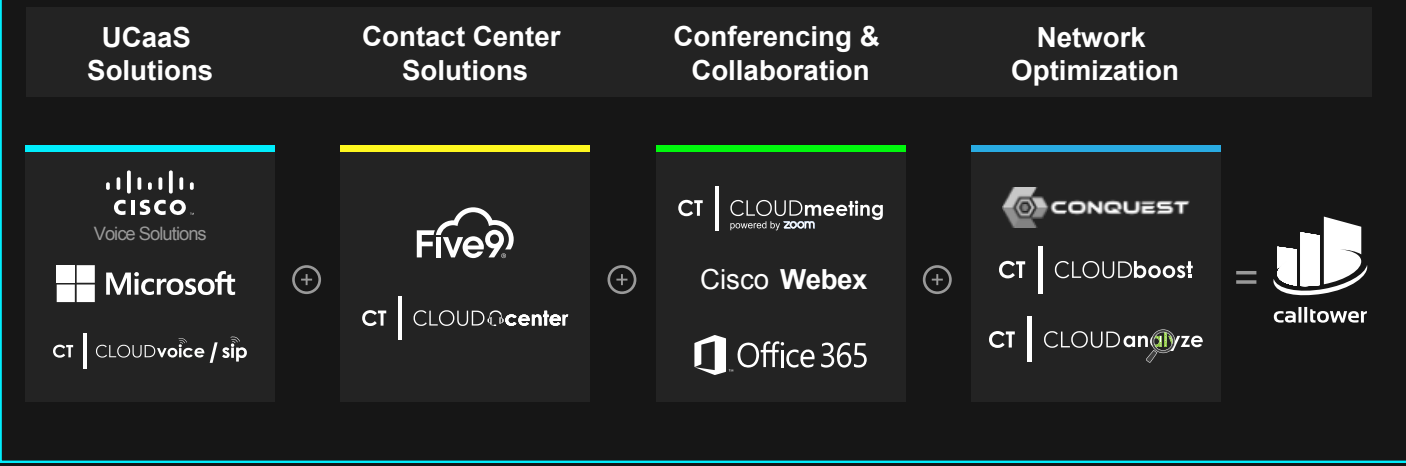 UCaaS
Solutions
Contact Center
Solutions
Conferencing &
Collaboration
Network
Optimization
CISCO
Voice Solutions
Microsoft
CT | CLOUDvoice / sip
+
Five9
CT | CLOUDcenter
+
CT | CLOUDmeeting
powered by zoom
Cisco Webex
Office 365
+
CONQUEST
CT | CLOUDboost
CT | CLOUDanalyze
=
calltower